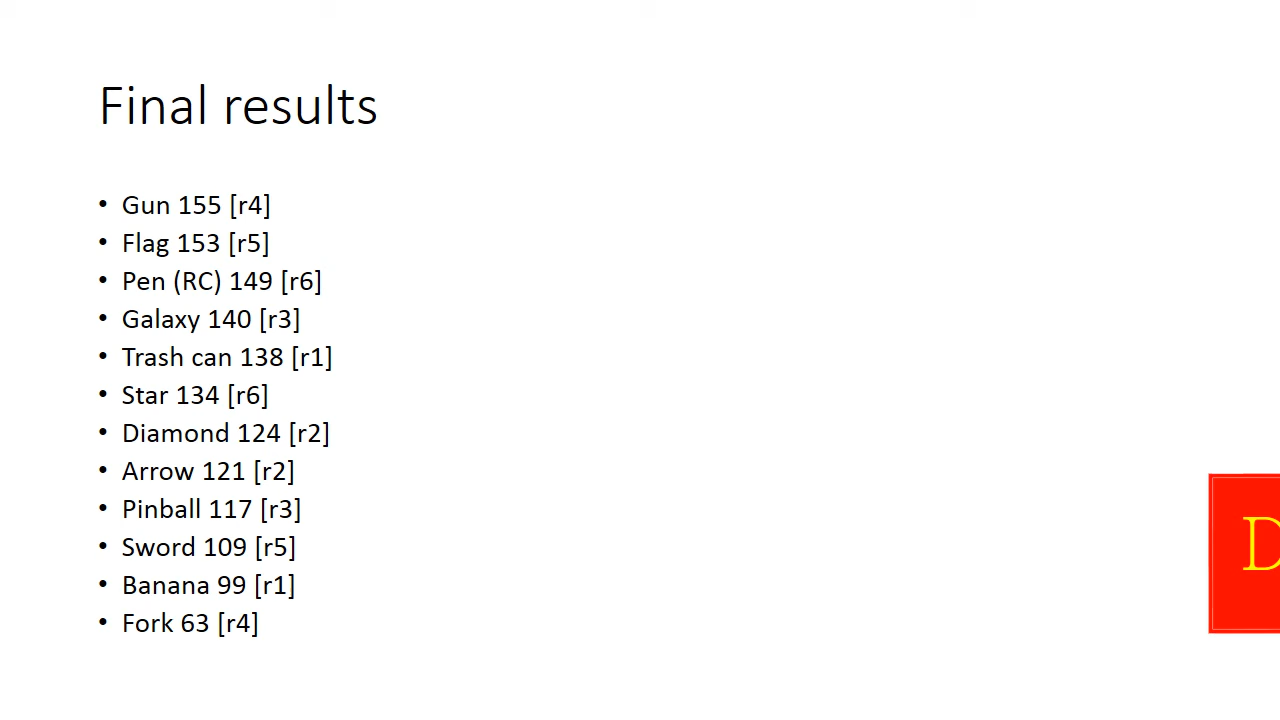 Final results
• Gun 155 [r4]
• Flag 153 [r5]
• Pen (RC) 149 [r6]
• Galaxy 140 [r3]
• Trash can 138 [r1]
• Star 134 [r6]
• Diamond 124 [r2]
• Arrow 121 [r2]
• Pinball 117 [r3]
• Sword 109 [r5]
• Banana 99 [r1]
• Fork 63 [r4]